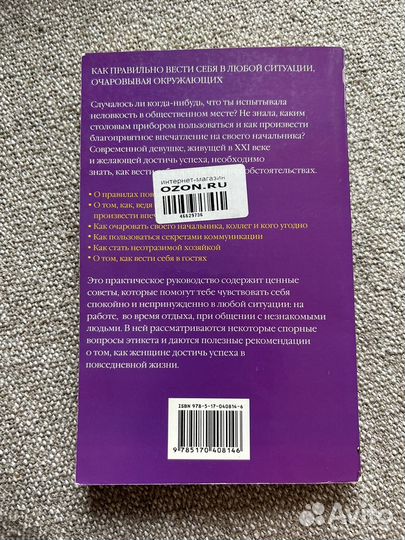 КАК ПРАВИЛЬНО ВЕСТИ СЕБЯ В ЛЮБОЙ СИТУАЦИИ,
ОЧАРОВЫВАЯ ОКРУЖАЮЩИХ
Случалось ли когда-нибудь, что ты испытывала
неловкость в общественном месте? Не знала, каким
столовым прибором пользоваться и как произвести
благоприятное впечатление на своего начальника?
Современной девушке, живущей в XXI веке
и желающей достичь успеха, необходимо
знать, как вести обстоятельствах.
интернет-магазин
OZON.RU
46629736
• О правилах пов
• О том, как, ведя
произвести впеч
• Как очаровать своего начальника, коллег и кого угодно
• Как пользоваться секретами коммуникации
• Как стать неотразимой хозяйкой
• О том, как вести себя в гостях
Это практическое руководство содержит ценные
советы, которые помогут тебе чувствовать себя
спокойно и непринужденно в любой ситуации: на
работе, во время отдыха, при общении с незнакомыми
людьми. В ней рассматриваются некоторые спорные
вопросы этикета и даются полезные рекомендации
о том, как женщине достичь успеха в
повседневной жизни.
ISBN 978-5-17-040814-6
9 785170 408146
Avito